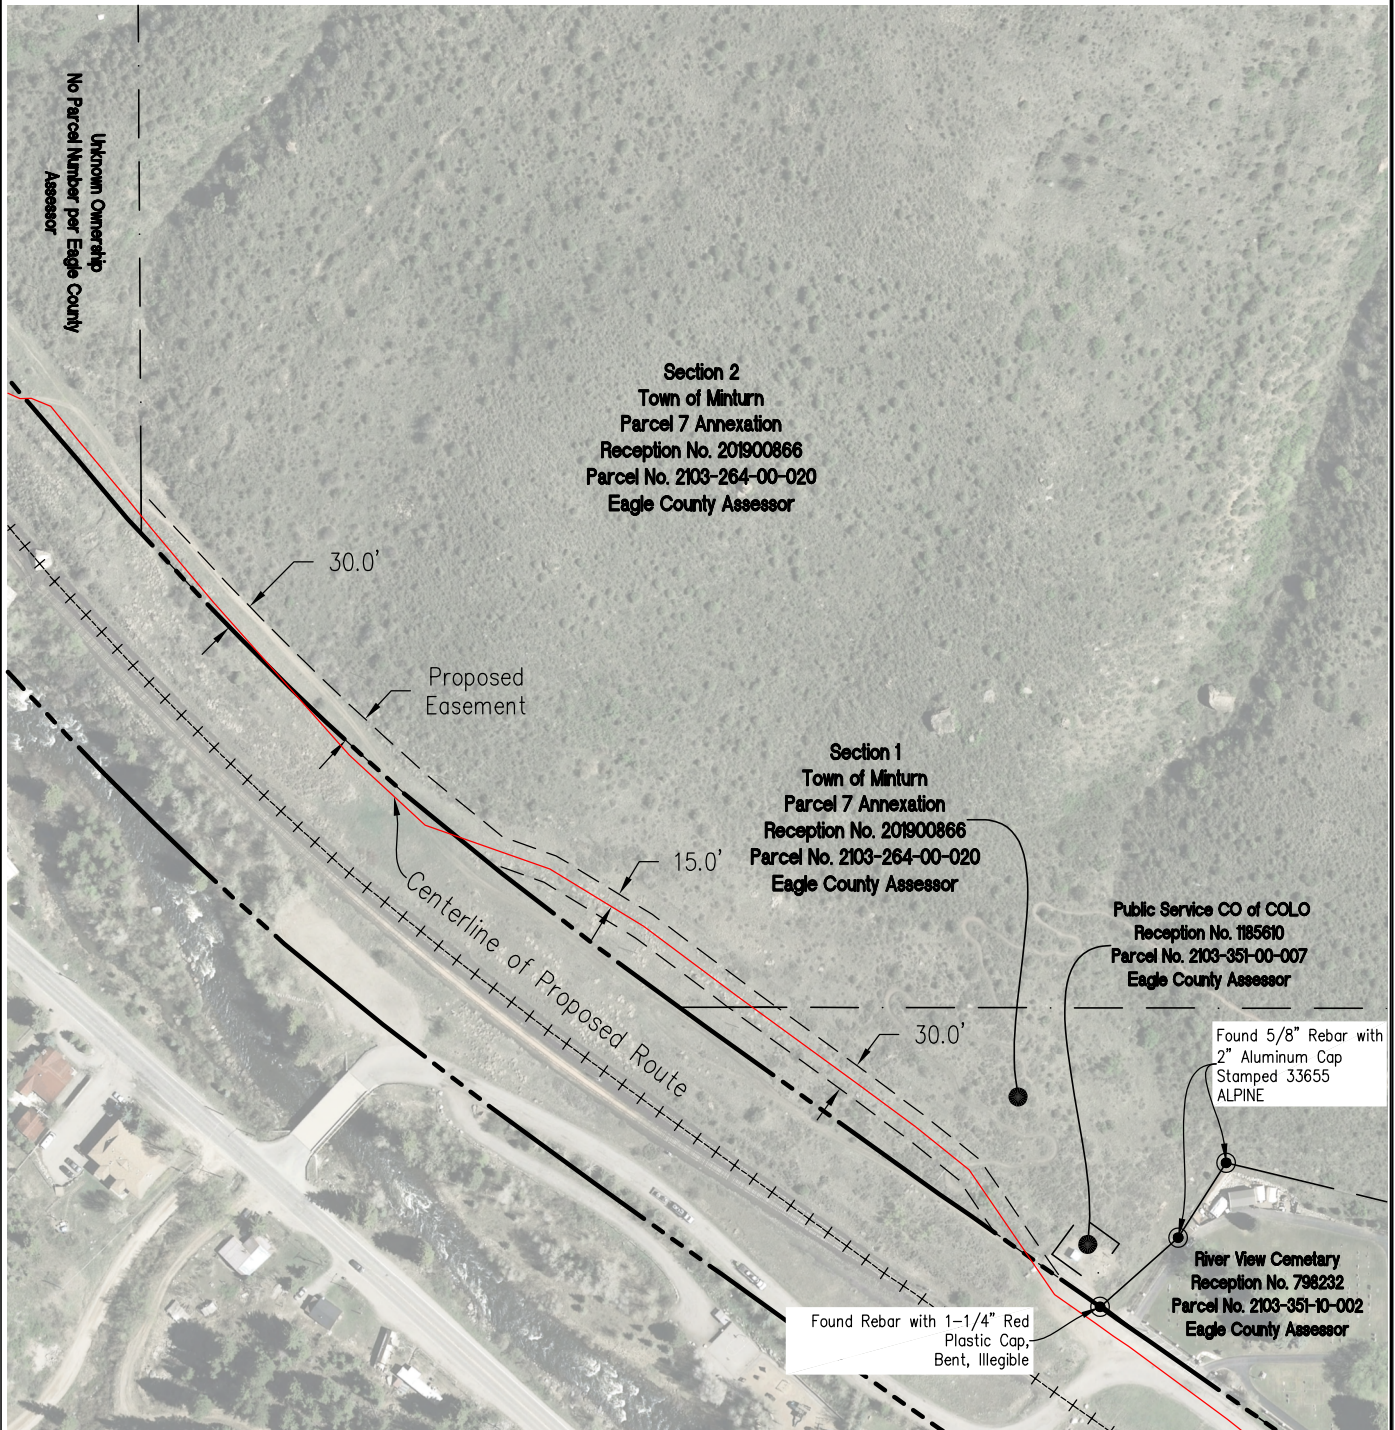 Unknown Ownership
No Parcel Number per Eagle County
Assessor
Section 2
Town of Minturn
Parcel 7 Annexation
Reception No. 201900866
Parcel No. 2103-264-00-020
Eagle County Assessor
30.0'
Proposed
Easement
Section 1
Town of Minturn
Parcel 7 Annexation
Reception No. 201900866
Parcel No. 2103-264-00-020
Eagle County Assessor
15.0'
Centerline of Proposed Route
Public Service CO of COLO
Reception No. 1185610
Parcel No. 2103-351-00-007
Eagle County Assessor
30.0'
Found 5/8" Rebar with
2" Aluminum Cap
Stamped 33655
ALPINE
River View Cemetary
Reception No. 798232
Parcel No. 2103-351-10-002
Eagle County Assessor
Found Rebar with 1-1/4" Red
Plastic Cap,
Bent, Illegible